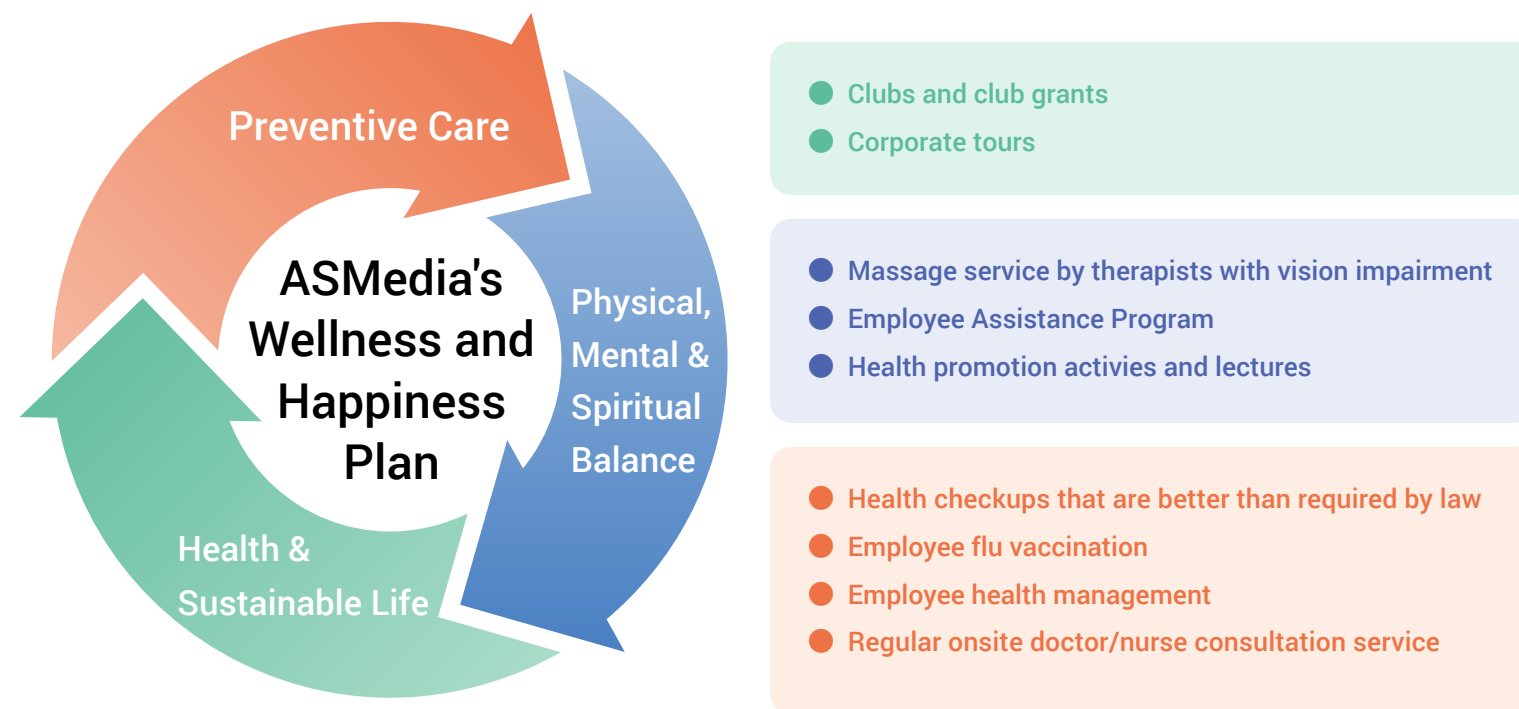 Preventive Care
ASMedia's
Wellness and
Happiness
Plan
Physical,
Mental &
Spiritual
Balance
Health &
Sustainable Life
Clubs and club grants
Corporate tours
Massage service by therapists with vision impairment
Employee Assistance Program
Health promotion activies and lectures
Health checkups that are better than required by law
Employee flu vaccination
Employee health management
Regular onsite doctor/nurse consultation service